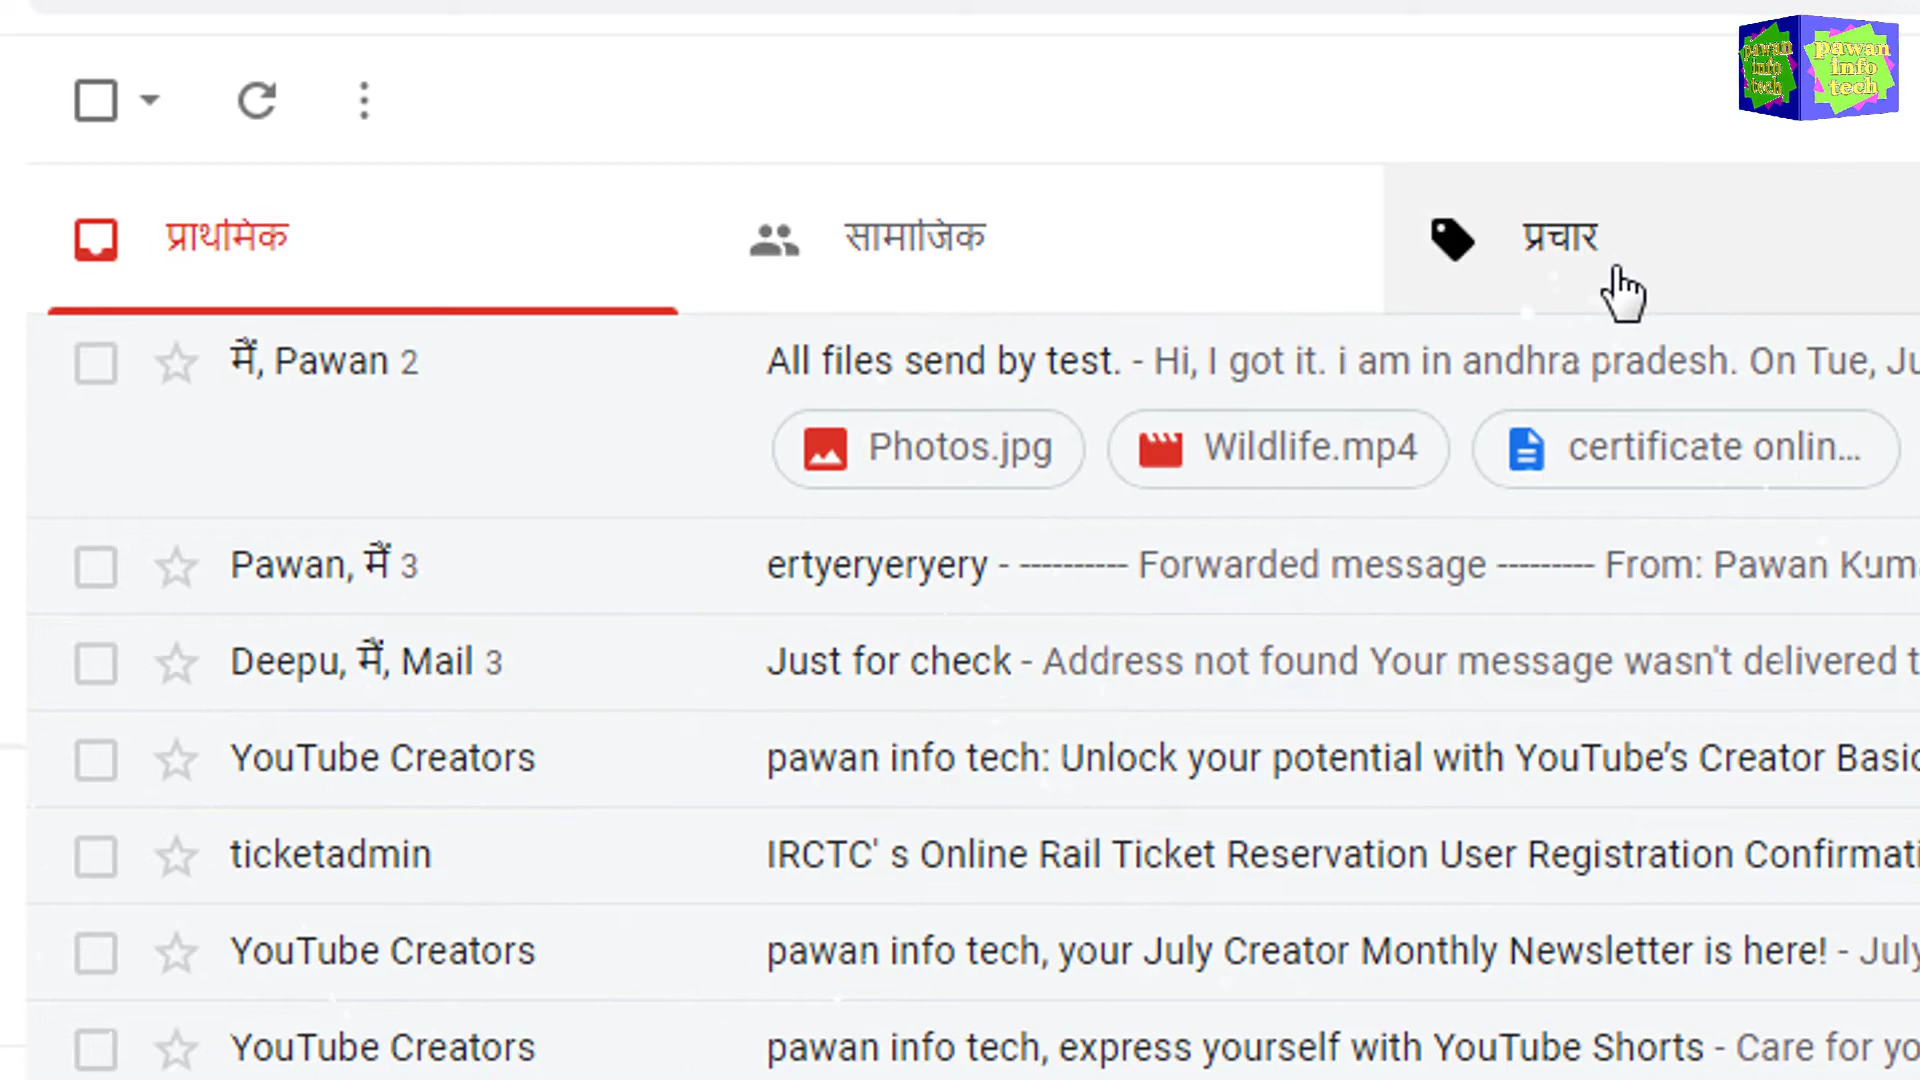 pawan info tech pawan info tech
प्राथमिक सामाजिक प्रचार
मैं, Pawan 2 All files send by test. - Hi, I got it. i am in andhra pradesh. On Tue, Ju
Photos.jpg Wildlife.mp4 certificate onlin...
Pawan, मैं 3 ertyeryeryery - ---------- Forwarded message --------- From: Pawan Kuma
Deepu, मैं, Mail 3 Just for check - Address not found Your message wasn't delivered t
YouTube Creators pawan info tech: Unlock your potential with YouTube’s Creator Basic
ticketadmin IRCTC' s Online Rail Ticket Reservation User Registration Confirmati
YouTube Creators pawan info tech, your July Creator Monthly Newsletter is here! - July
YouTube Creators pawan info tech, express yourself with YouTube Shorts - Care for yo